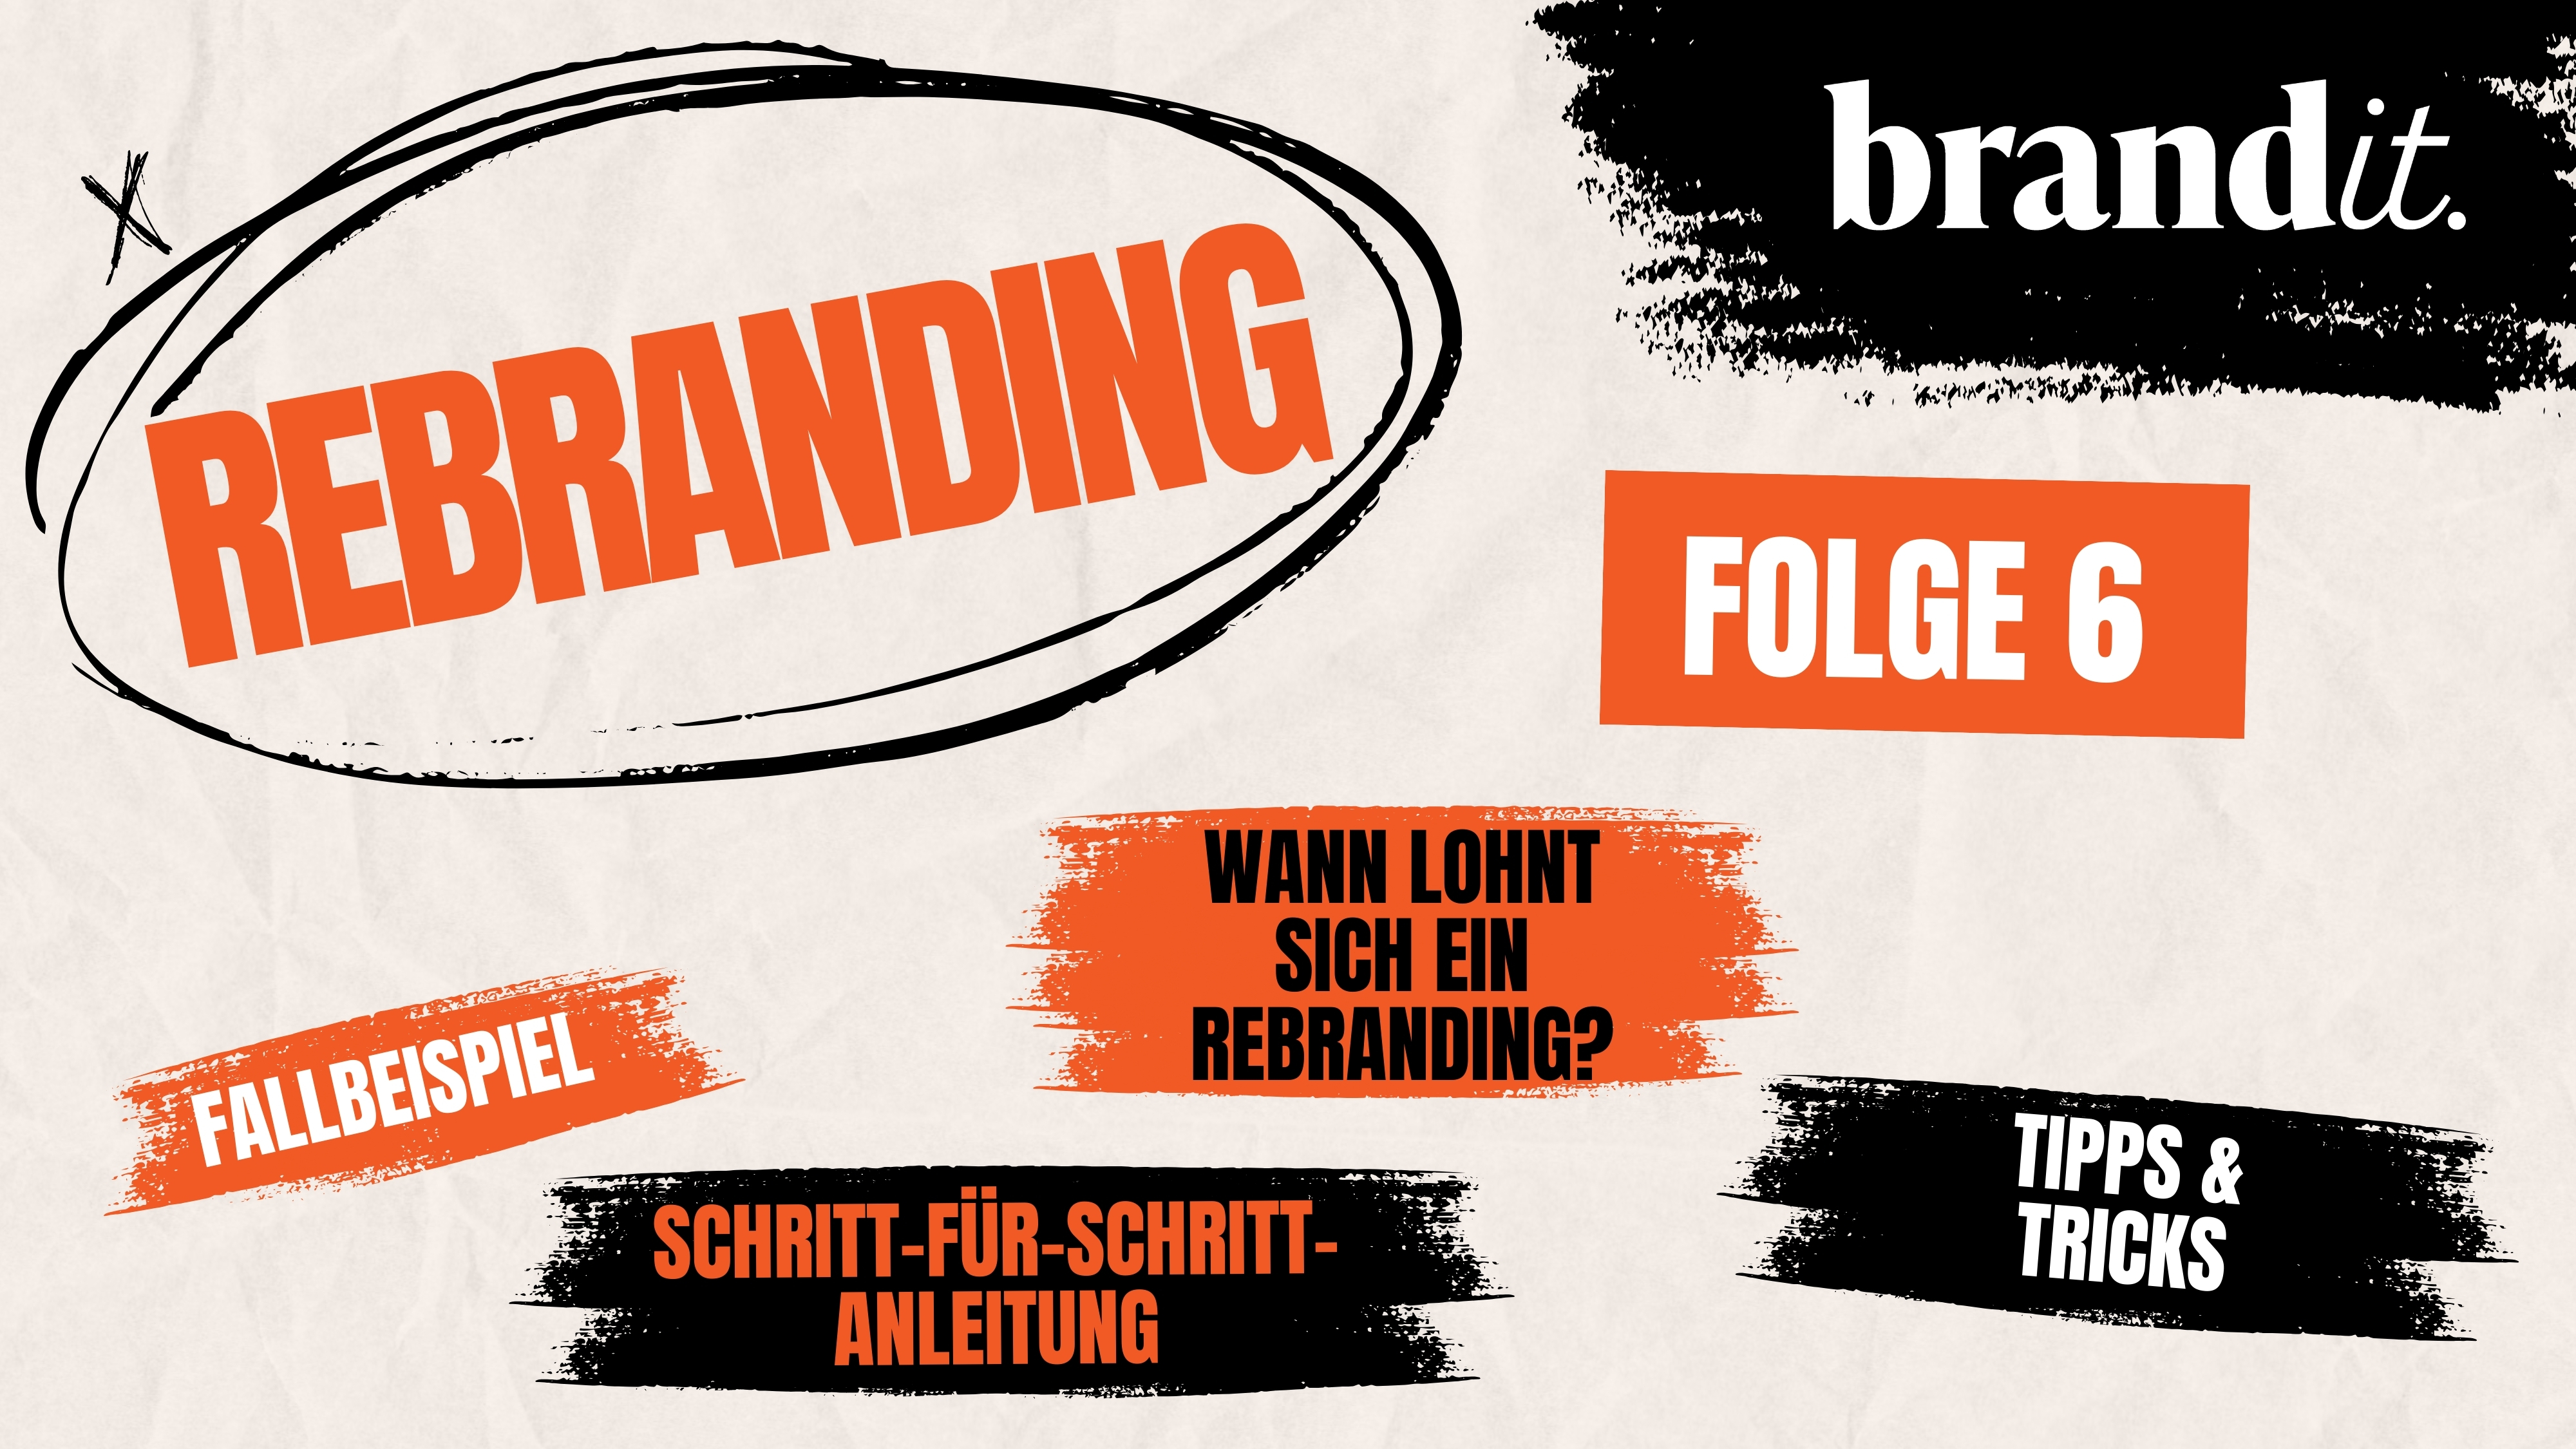 brandit.
REBRANDING
FOLGE 6
WANN LOHNT
SICH EIN
REBRANDING?
FALLBEISPIEL
SCHRITT-FÜR-SCHRITT-
ANLEITUNG
TIPPS &
TRICKS